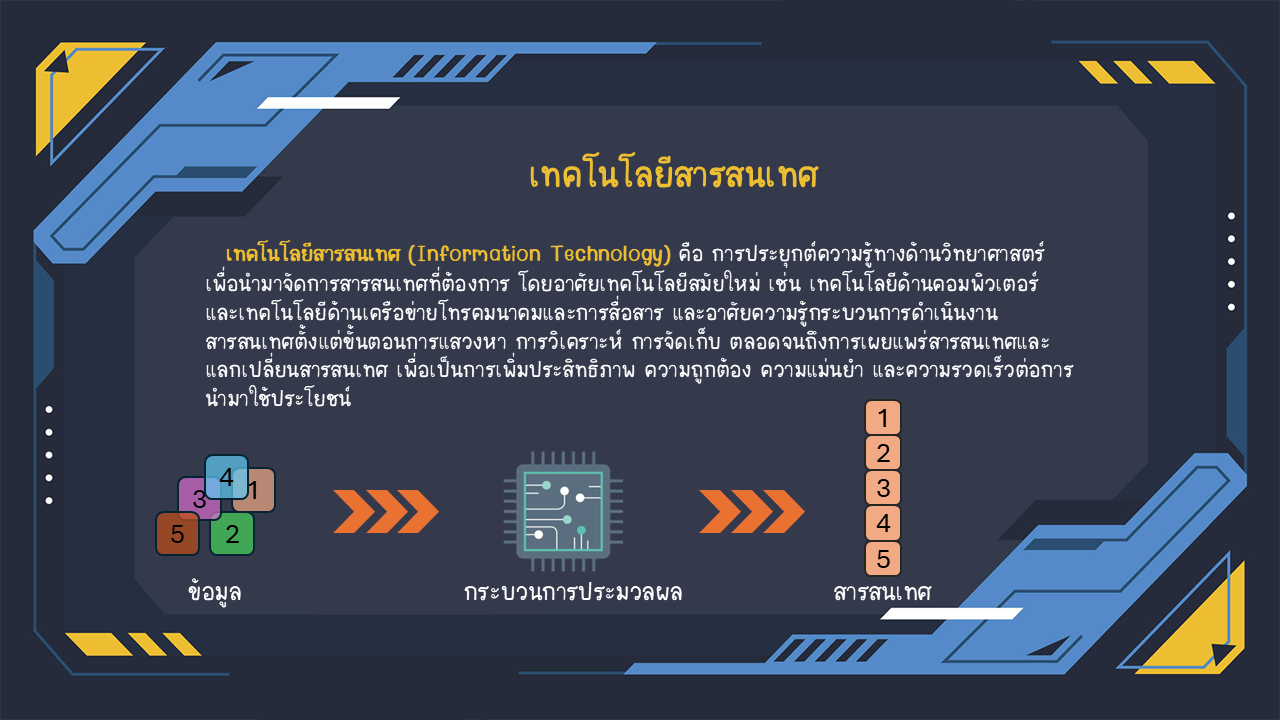 เทคโนโลยีสารสนเทศ
เทคโนโลยีสารสนเทศ (Information Technology) คือ การประยุกต์ความรู้ทางด้านวิทยาศาสตร์
เพื่อนำมาจัดการสารสนเทศที่ต้องการ โดยอาศัยเทคโนโลยีสมัยใหม่ เช่น เทคโนโลยีด้านคอมพิวเตอร์
และเทคโนโลยีด้านเครือข่ายโทรคมนาคมและการสื่อสาร และอาศัยความรู้กระบวนการดำเนินงาน
สารสนเทศตั้งแต่ขั้นตอนการแสวงหา การวิเคราะห์ การจัดเก็บ ตลอดจนถึงการเผยแพร่สารสนเทศและ
แลกเปลี่ยนสารสนเทศ เพื่อเป็นการเพิ่มประสิทธิภาพ ความถูกต้อง ความแม่นยำ และความรวดเร็วต่อการ
นำมาใช้ประโยชน์
4
3
1
5
2
1
2
3
4
5
ข้อมูล
กระบวนการประมวลผล
สารสนเทศ